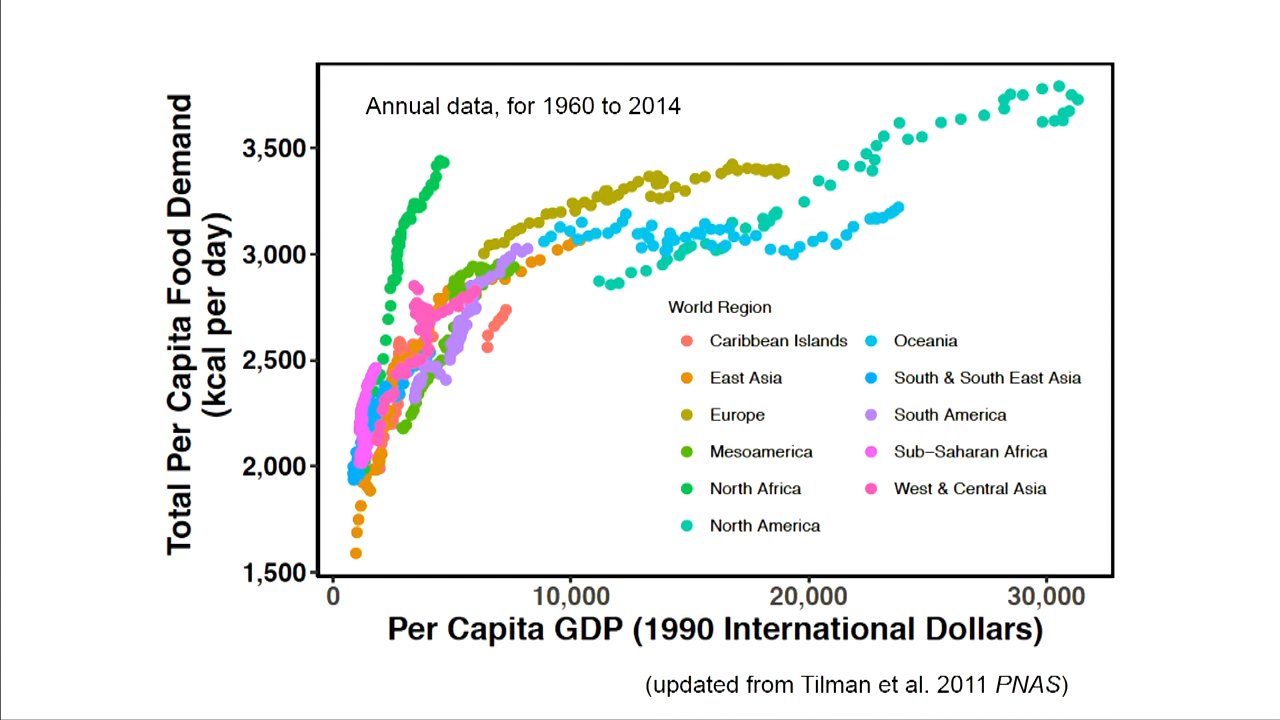 Annual data, for 1960 to 2014
Total Per Capita Food Demand
(kcal per day)
3,500
3,000
2,500
2,000
1,500
World Region
Caribbean Islands
East Asia
Europe
Mesoamerica
North Africa
North America
Oceania
South & South East Asia
South America
Sub−Saharan Africa
West & Central Asia
0 10,000 20,000 30,000
Per Capita GDP (1990 International Dollars)
(updated from Tilman et al. 2011 PNAS)